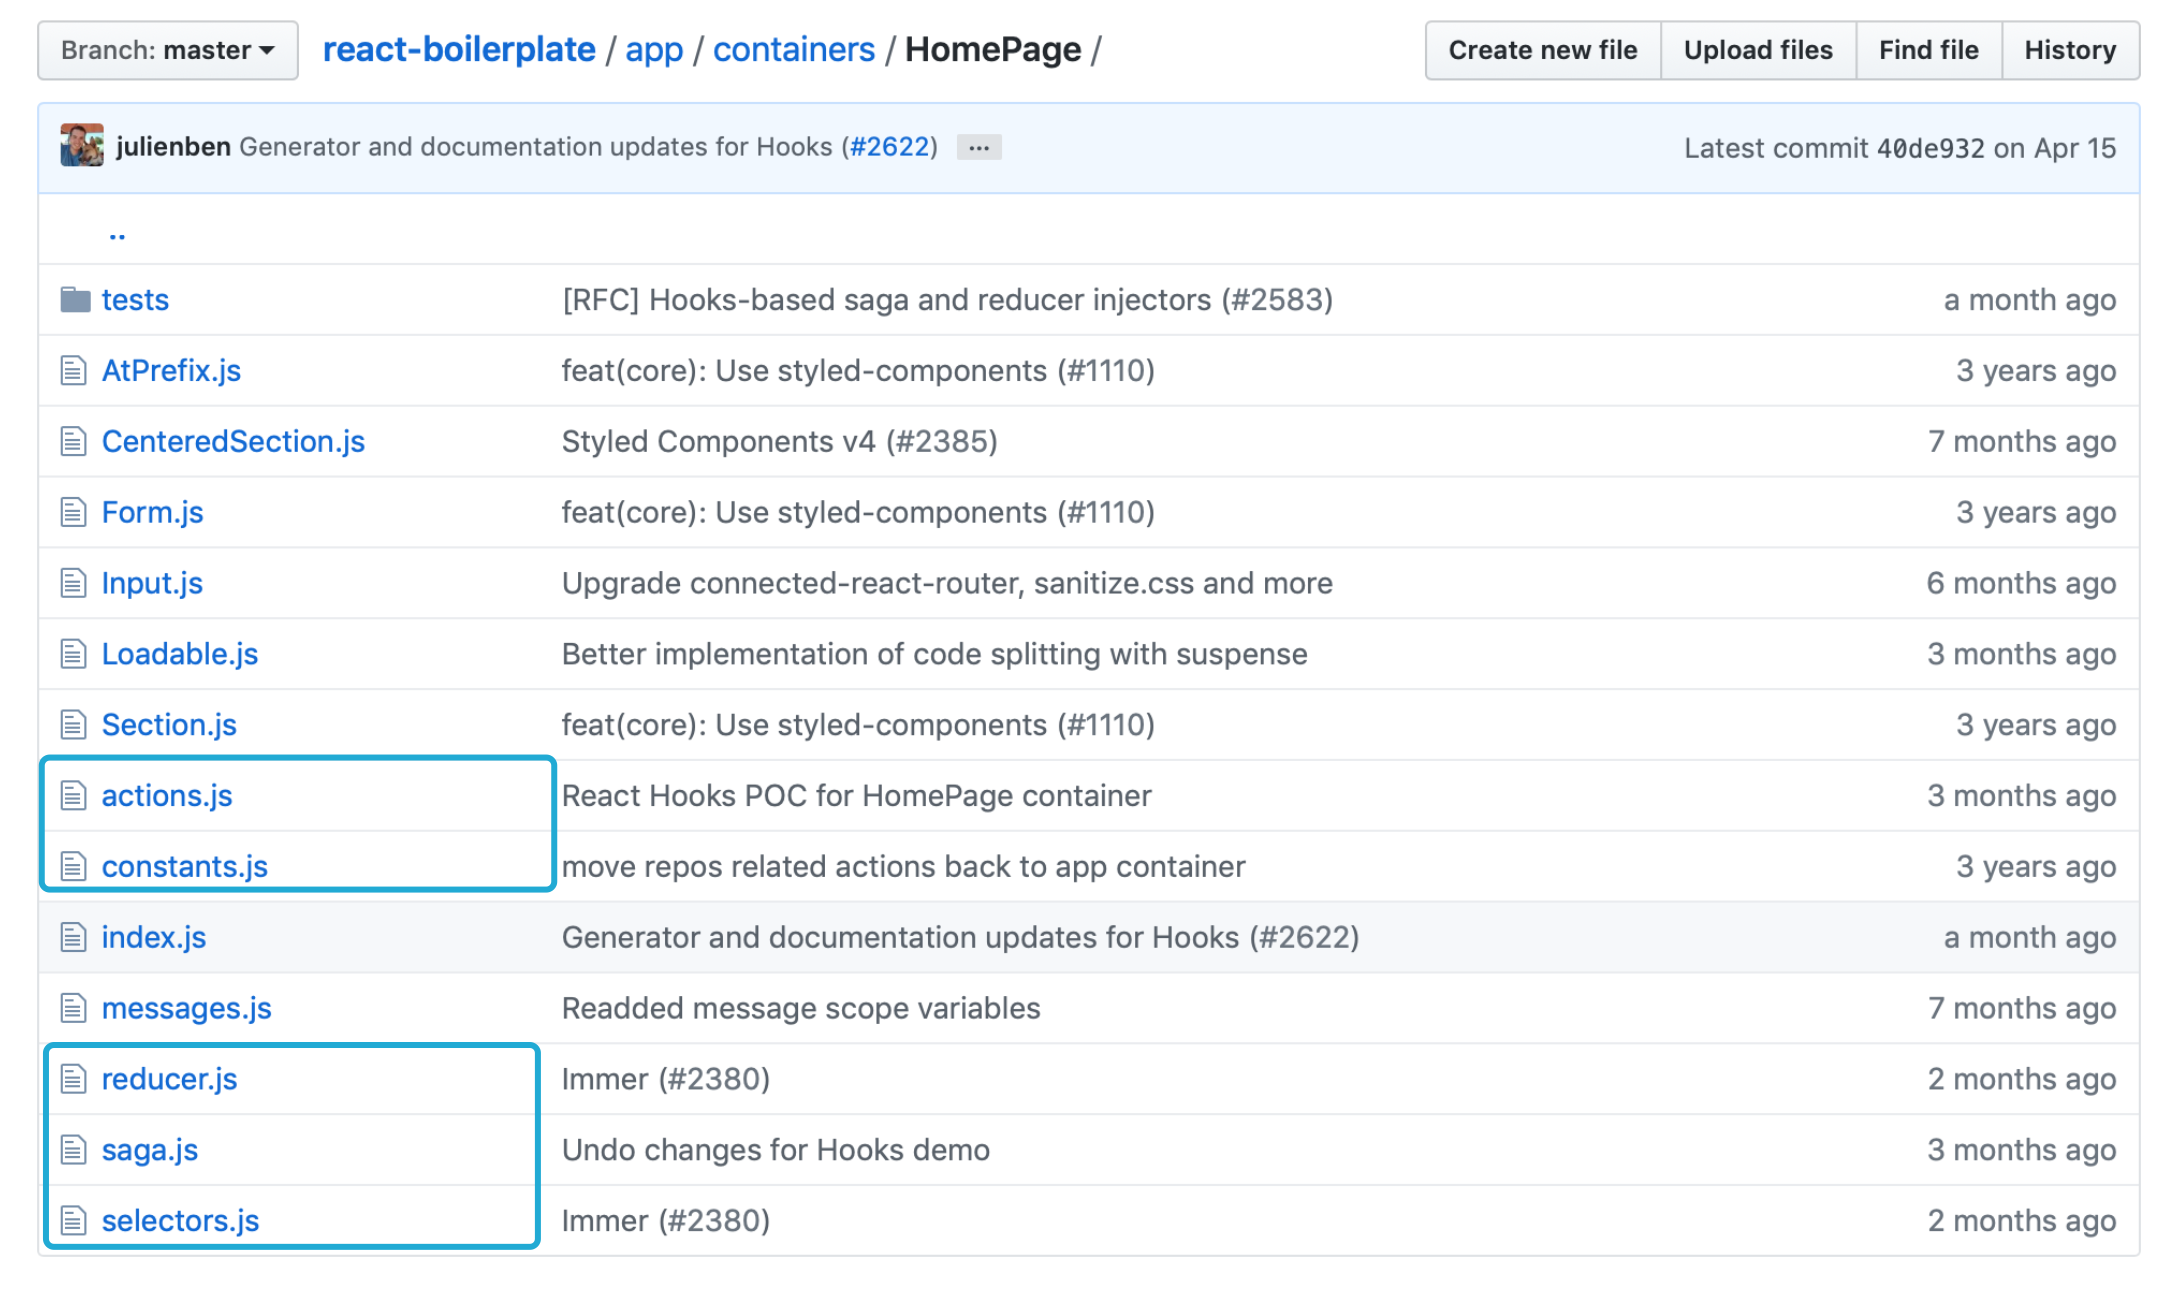 Branch: master react-boilerplate / app / containers / HomePage / Create new file Upload files Find file History
julienben Generator and documentation updates for Hooks (#2622) ... Latest commit 40de932 on Apr 15
..
tests [RFC] Hooks-based saga and reducer injectors (#2583) a month ago
AtPrefix.js feat(core): Use styled-components (#1110) 3 years ago
CenteredSection.js Styled Components v4 (#2385) 7 months ago
Form.js feat(core): Use styled-components (#1110) 3 years ago
Input.js Upgrade connected-react-router, sanitize.css and more 6 months ago
Loadable.js Better implementation of code splitting with suspense 3 months ago
Section.js feat(core): Use styled-components (#1110) 3 years ago
actions.js React Hooks POC for HomePage container 3 months ago
constants.js move repos related actions back to app container 3 years ago
index.js Generator and documentation updates for Hooks (#2622) a month ago
messages.js Readded message scope variables 7 months ago
reducer.js Immer (#2380) 2 months ago
saga.js Undo changes for Hooks demo 3 months ago
selectors.js Immer (#2380) 2 months ago